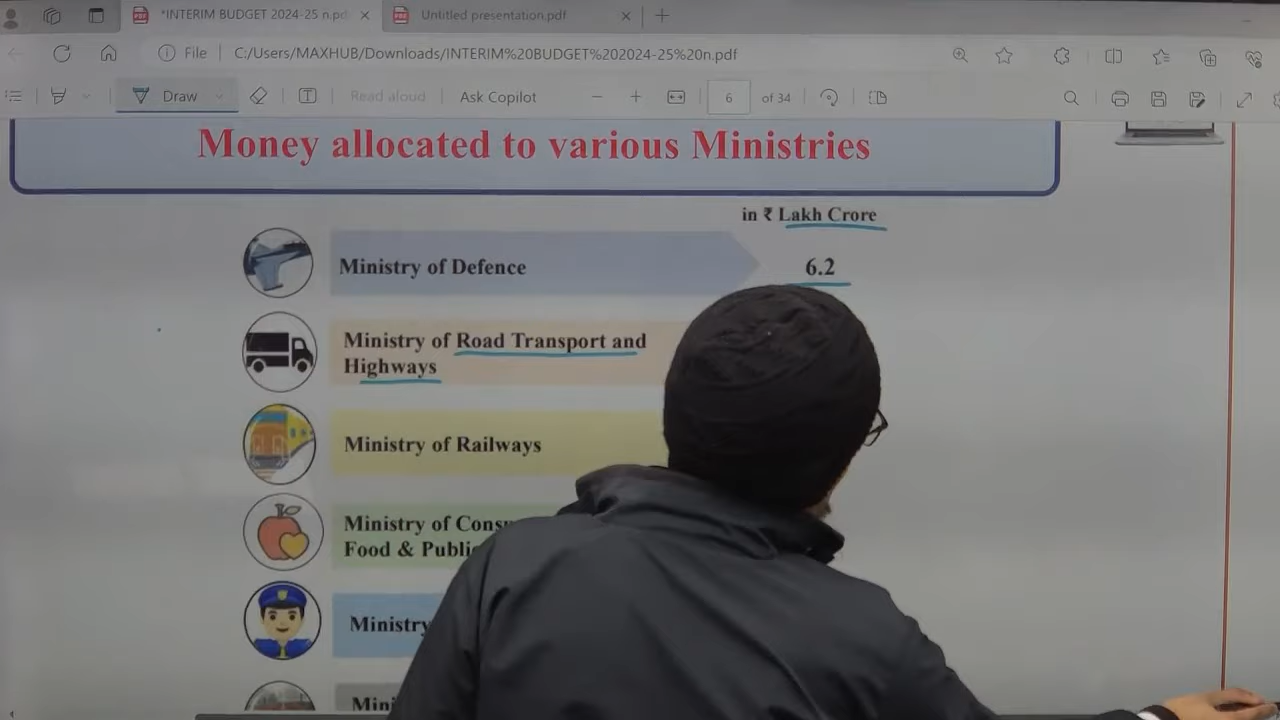 *INTERIM BUDGET 2024-25 n.pd
Untitled presentation.pdf
File
C:/Users/MAXHUB/Downloads/INTERIM%20BUDGET%202024-25%20n.pdf
Draw
Read aloud
Ask Copilot
6
of 34
Money allocated to various Ministries
in ₹ Lakh Crore
Ministry of Defence
6.2
Ministry of Road Transport and
Highways
Ministry of Railways
Ministry of Cons
Food & Public
Ministry
Mini